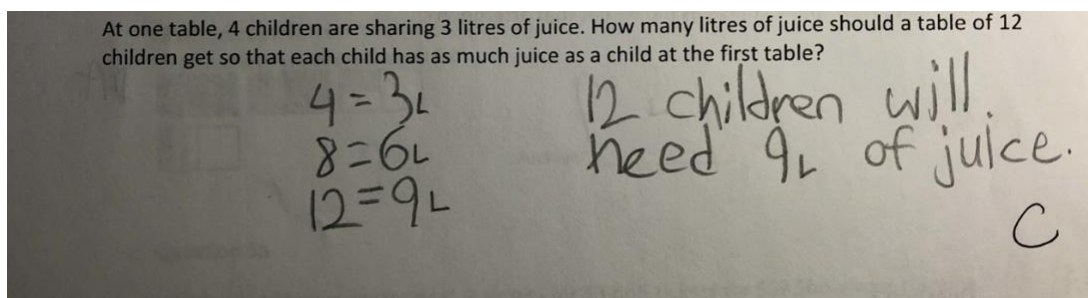 At one table, 4 children are sharing 3 litres of juice. How many litres of juice should a table of 12
children get so that each child has as much juice as a child at the first table?
4 = 3L
8 = 6L
12 = 9L
12 children will
need 9L of juice.
C